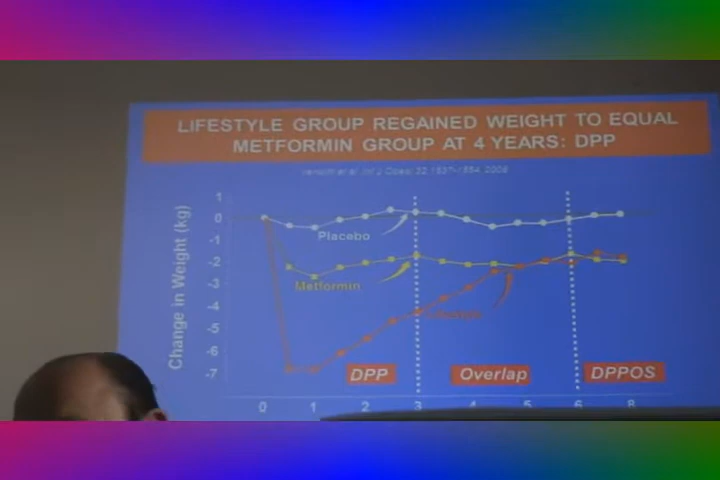 LIFESTYLE GROUP REGAINED WEIGHT TO EQUAL
METFORMIN GROUP AT 4 YEARS: DPP
1
0
-1
-2
-3
-4
-5
-6
-7
Change in Weight (kg)
Placebo
Metformin
Lifestyle
DPP
Overlap
DPPOS
0 1 2 3 4 5 6 8